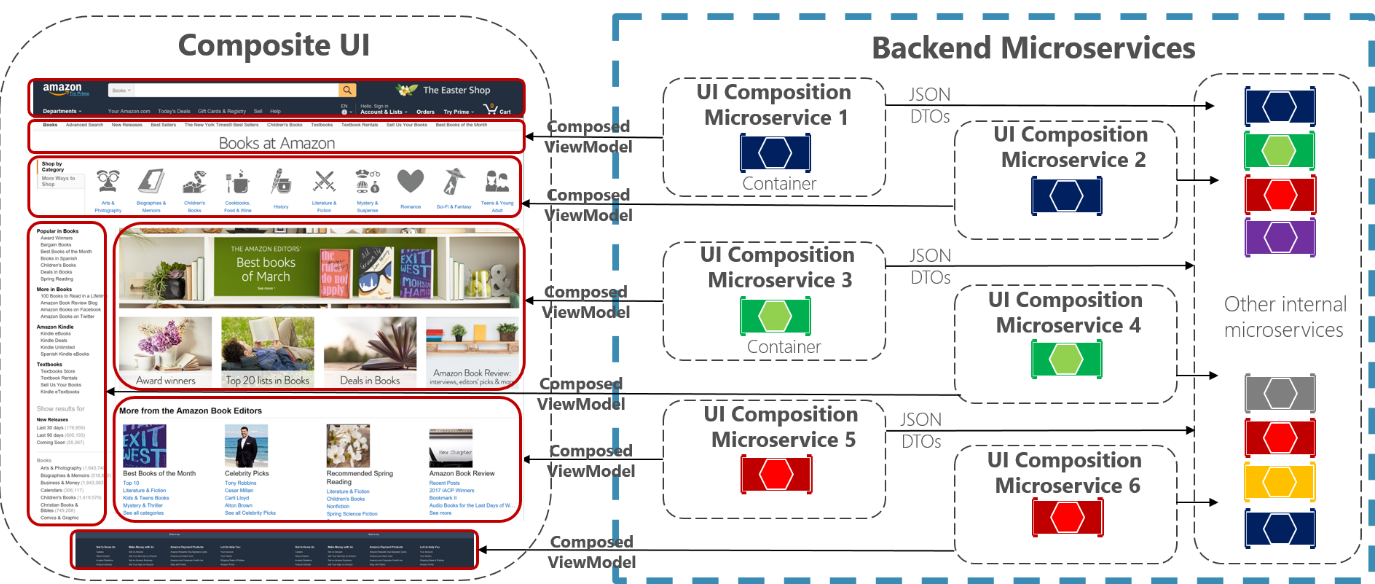 Composite UI
amazon
Try Prime
Books
The Easter Shop
Departments
Your Amazon.com Today's Deals Gift Cards & Registry Sell Help
EN
Hello. Sign in
Account & Lists Orders Try Prime Cart
0
Books Advanced Search New Releases Best Sellers The New York Times® Best Sellers Children's Books Textbooks Textbook Rentals Sell Us Your Books Best Books of the Month
Books at Amazon
Shop by
Category
More Ways to
Shop
Arts &
Photography
Biographies &
Memoirs
Children's
Books
Cookbooks,
Food & Wine
History
Literature &
Fiction
Mystery &
Suspense
Romance
Sci-Fi & Fantasy
Teens & Young
Adult
Popular in Books
Award Winners
Bargain Books
Best Books of the Month
Books in Spanish
Children's Books
Deals in Books
Spring Reading
More in Books
100 Books to Read in a Lifetim
Amazon Book Review Blog
Amazon Books on Facebook
Amazon Books on Twitter
Amazon Kindle
Kindle eBooks
Kindle Deals
Kindle Unlimited
Spanish Kindle eBooks
Textbooks
Textbooks Store
Textbook Rentals
Sell Us Your Books
Kindle eTextbooks
Show results for
New Releases
Last 30 days
Last 90 days
Coming Soon
Books
Arts & Photography
Biographies & Memoirs
Business & Money
Calendars
Children's Books
Christian Books &
Bibles
Comics & Graphic
THE AMAZON EDITORS'
Best books
of March
See more
the
rules
do not
apply
EXIT
WEST
MOHSIN
HAMID
Award winners
Top 20 lists in Books
Deals in Books
Amazon Book Review:
interviews, editors' picks & more
More from the Amazon Book Editors
EXIT
WEST
Best Books of the Month
Top 10
Literature & Fiction
Kids & Teens Books
Mystery & Thriller
See all categories
Celebrity Picks
Tony Robbins
Cesar Millan
Carli Lloyd
Alton Brown
See all Celebrity Picks
Recommended Spring
Reading
Literature & Fiction
Children's Books
Nonfiction
Spring Science Fiction
Amazon Book Review
Recent Posts
2017 IACP Winners
Bookmark It
Audio Books for the Last Days of W...
See more
Composed
ViewModel
Composed
ViewModel
Composed
ViewModel
Composed
ViewModel
Composed
ViewModel
Composed
ViewModel
Backend Microservices
UI Composition
Microservice 1
Container
JSON
DTOs
UI Composition
Microservice 2
UI Composition
Microservice 3
Container
JSON
DTOs
UI Composition
Microservice 4
UI Composition
Microservice 5
JSON
DTOs
UI Composition
Microservice 6
Other internal
microservices